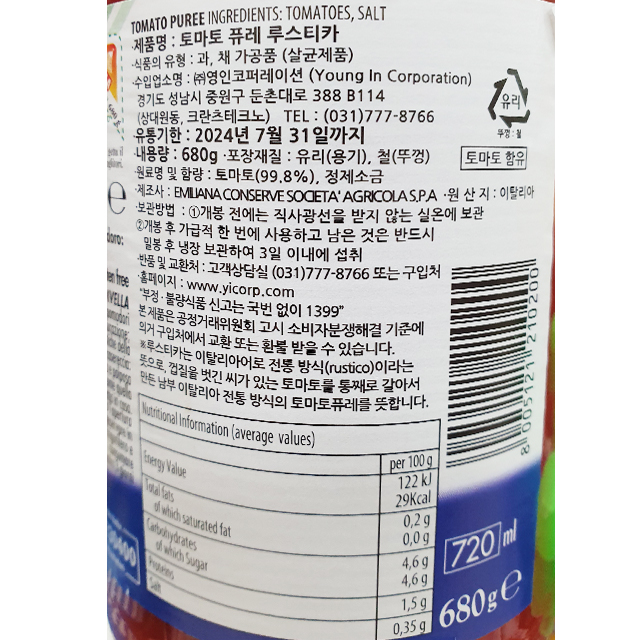 TOMATO PUREE INGREDIENTS: TOMATOES, SALT
·제품명 : 토마토 퓨레 루스티카
·식품의 유형 : 과, 채 가공품 (살균제품)
·수입업소명 : ㈜영인코퍼레이션 (Young In Corporation)
경기도 성남시 중원구 둔촌대로 388 B114
(상대원동, 크란츠테크노) TEL : (031)777-8766
유통기한 : 2024년 7월 31일까지
·내용량 : 680g · 포장재질 : 유리(용기), 철(뚜껑)
·원료명 및 함량 : 토마토(99.8%), 정제소금
·제조사 : EMILIANA CONSERVE SOCIETA' AGRICOLA S.P.A · 원 산 지 : 이탈리아
·보관방법 : ①개봉 전에는 직사광선을 받지 않는 실온에 보관
②개봉 후 가급적 한 번에 사용하고 남은 것은 반드시
밀봉 후 냉장 보관하여 3일 이내에 섭취
·반품 및 교환처 : 고객상담실 (031)777-8766 또는 구입처
·홈페이지 : www.yicorp.com
"부정·불량식품 신고는 국번 없이 1399"
본 제품은 공정거래위원회 고시 소비자분쟁해결 기준에
의거 구입처에서 교환 또는 환불 받을 수 있습니다.
※루스티카는 이탈리아어로 전통 방식(rustico)이라는
뜻으로, 껍질을 벗긴 씨가 있는 토마토를 통째로 갈아서
만든 남부 이탈리아 전통 방식의 토마토퓨레를 뜻합니다.
유리
뚜껑 : 철
토마토 함유
8 005121 210200
Nutritional Information (average values)
per 100 g
Energy Value 122 kJ
29Kcal
Total fats 0,2 g
of which saturated fat 0,0 g
Carbohydrates 4,6 g
of which Sugar 4,6 g
Proteins 1,5 g
Salt 0,35 g
720 ml
680 g e